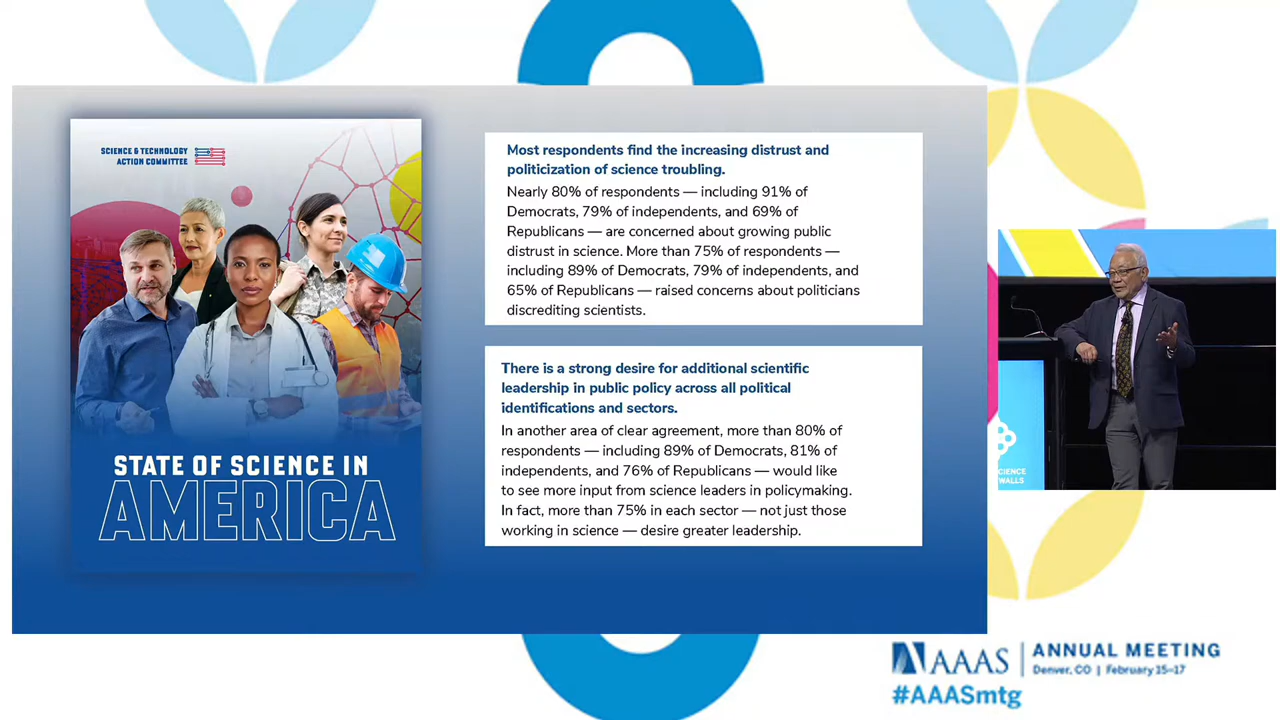 SCIENCE & TECHNOLOGY
ACTION COMMITTEE
STATE OF SCIENCE IN
AMERICA
Most respondents find the increasing distrust and
politicization of science troubling.
Nearly 80% of respondents — including 91% of
Democrats, 79% of independents, and 69% of
Republicans — are concerned about growing public
distrust in science. More than 75% of respondents —
including 89% of Democrats, 79% of independents, and
65% of Republicans — raised concerns about politicians
discrediting scientists.
There is a strong desire for additional scientific
leadership in public policy across all political
identifications and sectors.
In another area of clear agreement, more than 80% of
respondents — including 89% of Democrats, 81% of
independents, and 76% of Republicans — would like
to see more input from science leaders in policymaking.
In fact, more than 75% in each sector — not just those
working in science — desire greater leadership.
CIENCE
WALLS
AAAS
ANNUAL MEETING
Denver, CO | February 15–17
#AAASmtg